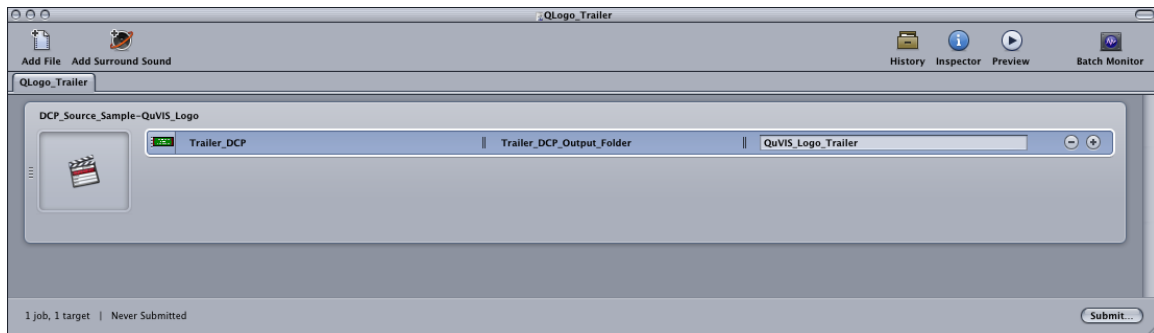 QLogo_Trailer
Add File Add Surround Sound History Inspector Preview Batch Monitor
QLogo_Trailer
DCP_Source_Sample-QuVIS_Logo
Trailer_DCP Trailer_DCP_Output_Folder QuVIS_Logo_Trailer
1 job, 1 target | Never Submitted Submit...